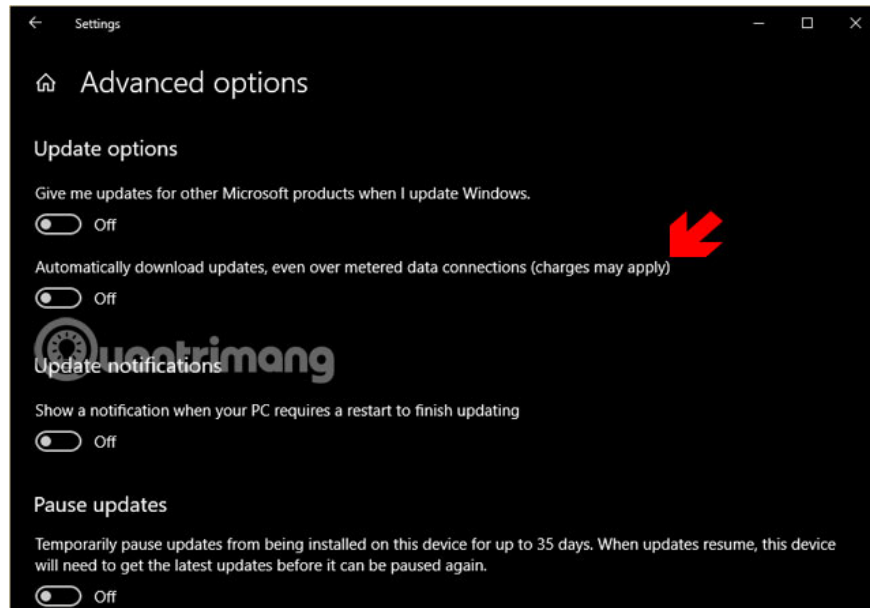 Settings
Advanced options
Update options
Give me updates for other Microsoft products when I update Windows.
Off
Automatically download updates, even over metered data connections (charges may apply)
Off
Quantrimang
Update notifications
Show a notification when your PC requires a restart to finish updating
Off
Pause updates
Temporarily pause updates from being installed on this device for up to 35 days. When updates resume, this device
will need to get the latest updates before it can be paused again.
Off